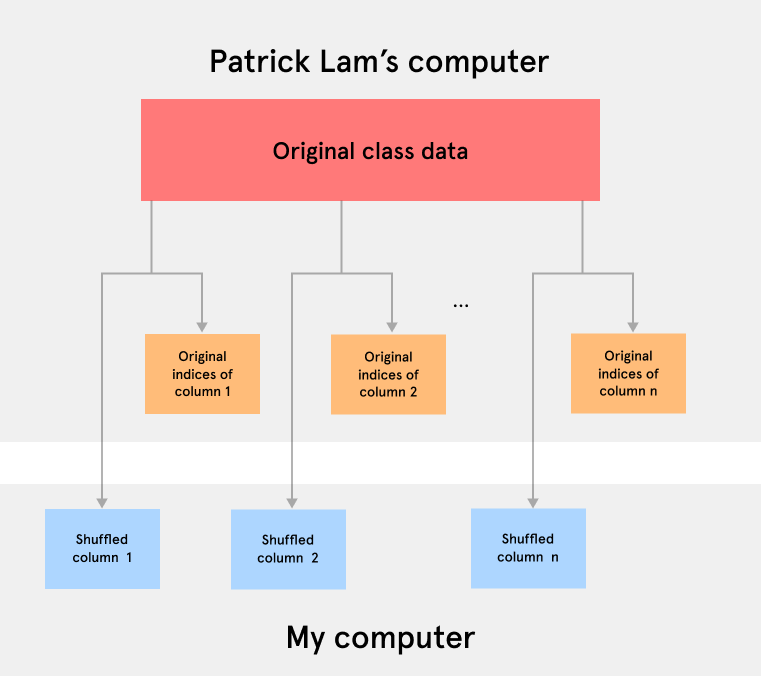 Patrick Lam’s computer
Original class data
...
Original
indices of
column 1
Original
indices of
column 2
Original
indices of
column n
Shuffled
column 1
Shuffled
column 2
Shuffled
column n
My computer